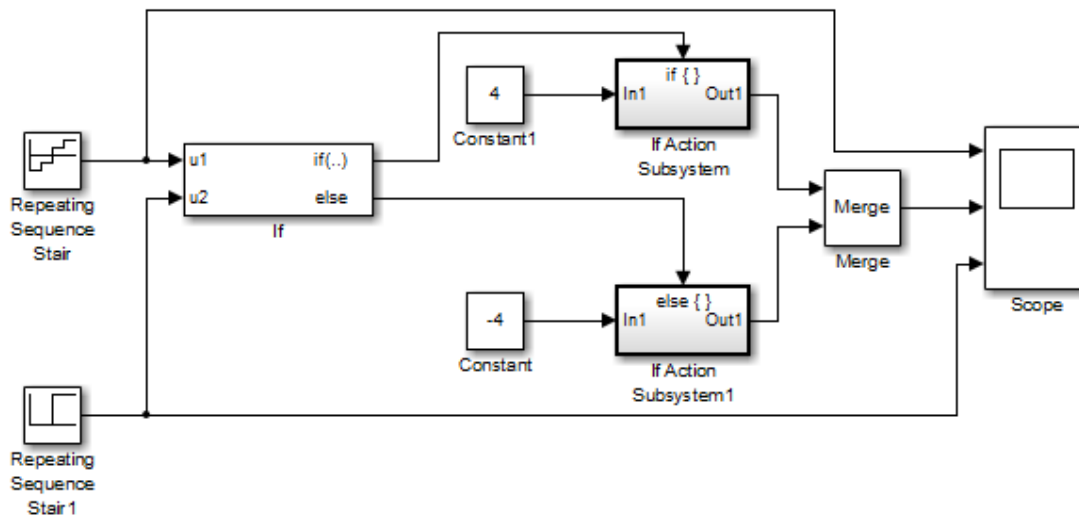 if { }
In1 Out1
4
Constant1
If Action
Subsystem
u1 if(..)
u2 else
If
Repeating
Sequence
Stair
Merge
Merge
Scope
else { }
In1 Out1
-4
Constant
If Action
Subsystem1
Repeating
Sequence
Stair1